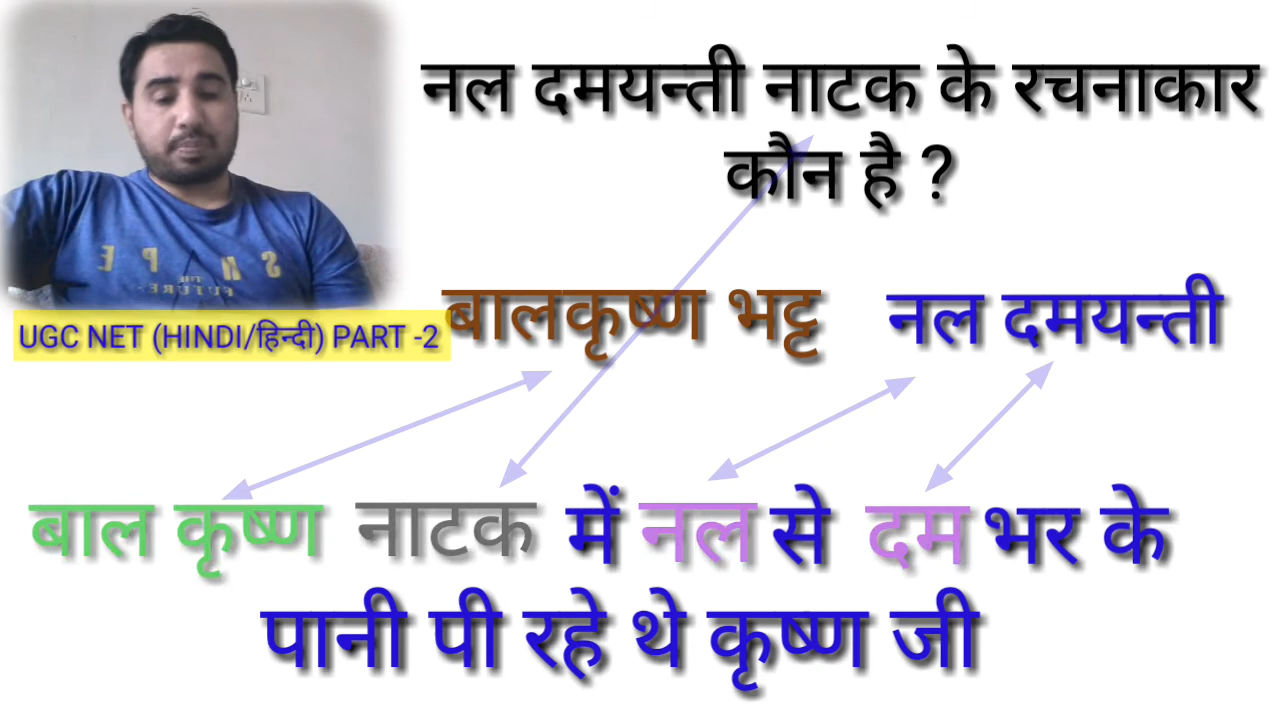 नल दमयन्ती नाटक के रचनाकार
कौन है ?
बालकृष्ण भट्ट नल दमयन्ती
UGC NET (HINDI/हिन्दी) PART -2
बाल कृष्ण नाटक में नल से दम भर के
पानी पी रहे थे कृष्ण जी